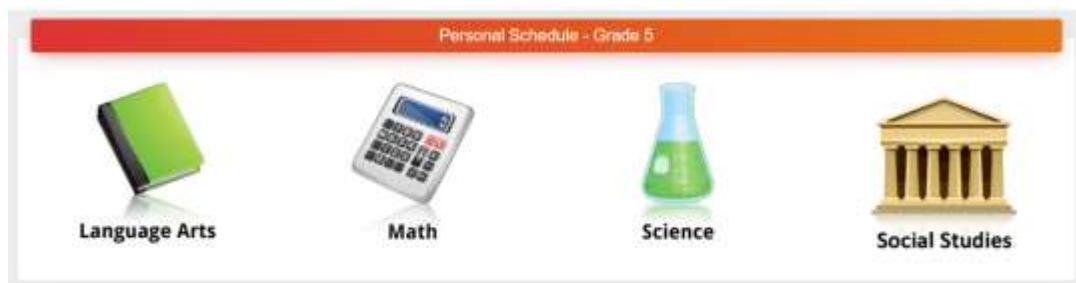 Personal Schedule - Grade 5
Language Arts
Math
Science
Social Studies